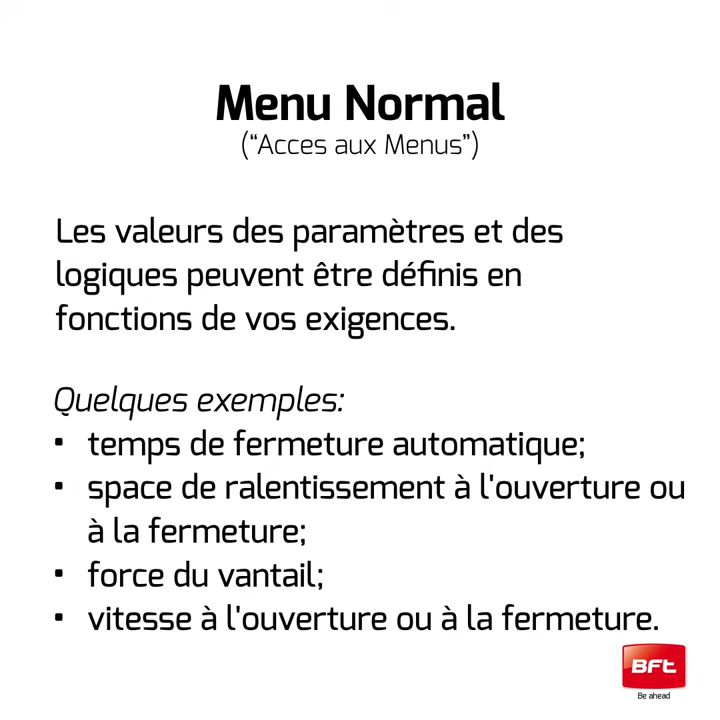 Menu Normal
(“Acces aux Menus”)
Les valeurs des paramètres et des
logiques peuvent être définis en
fonctions de vos exigences.
Quelques exemples:
• temps de fermeture automatique;
• space de ralentissement à l'ouverture ou
à la fermeture;
• force du vantail;
• vitesse à l'ouverture ou à la fermeture.
BFt
Be ahead